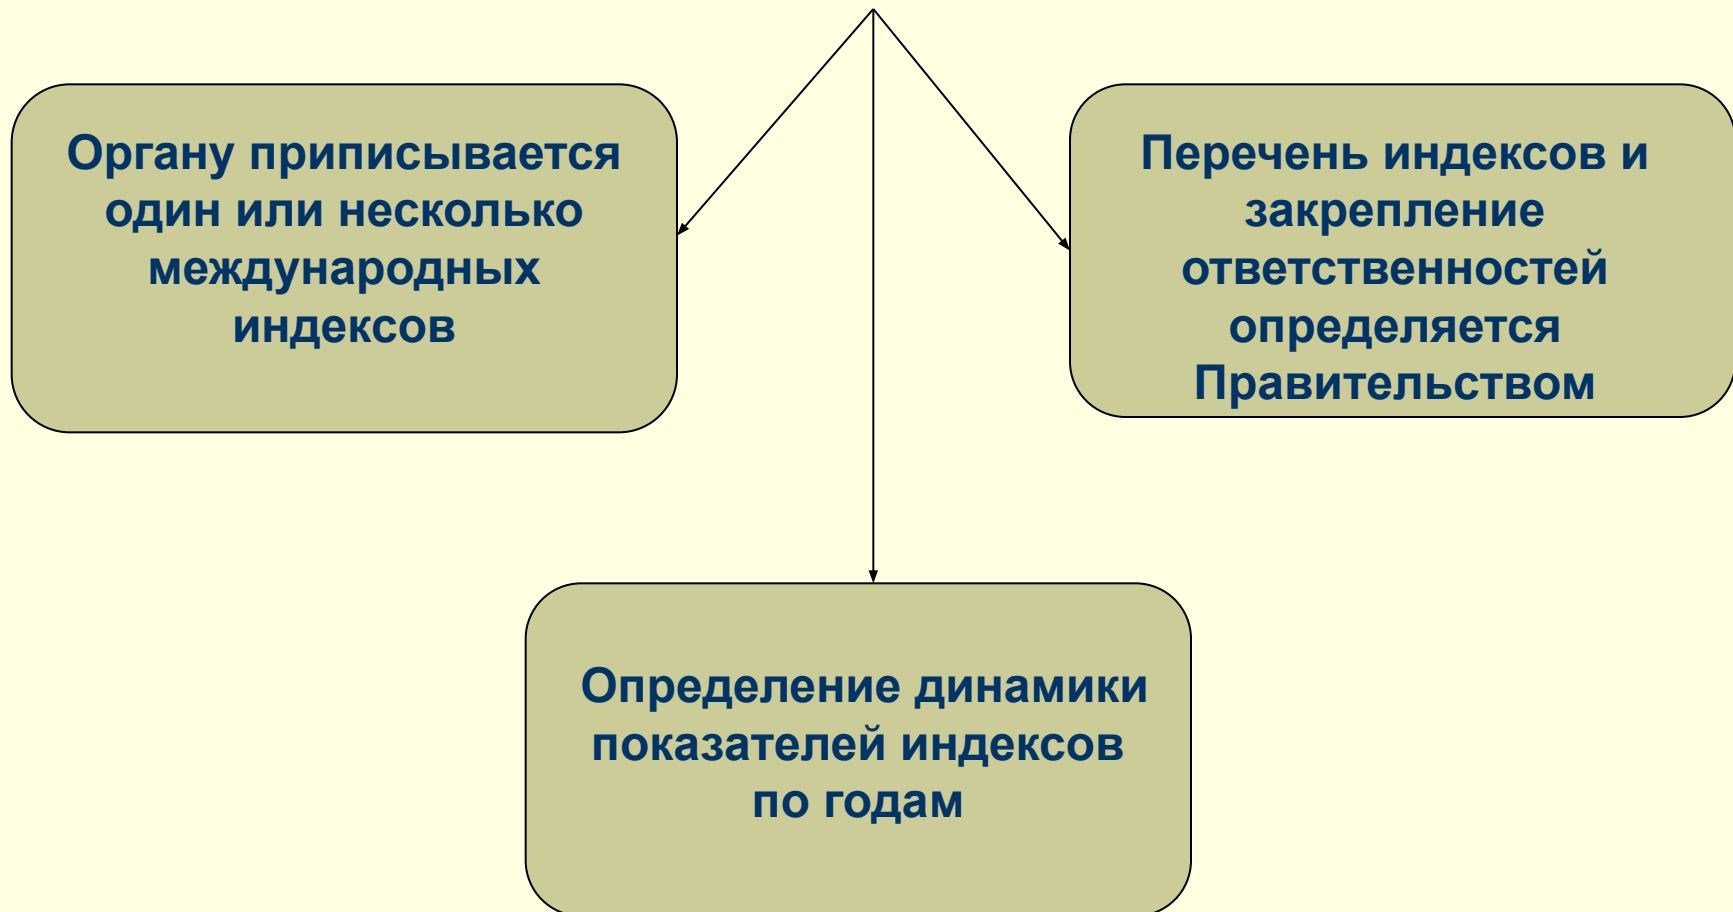 Органу приписывается
один или несколько
международных
индексов
Перечень индексов и
закрепление
ответственностей
определяется
Правительством
Определение динамики
показателей индексов
по годам